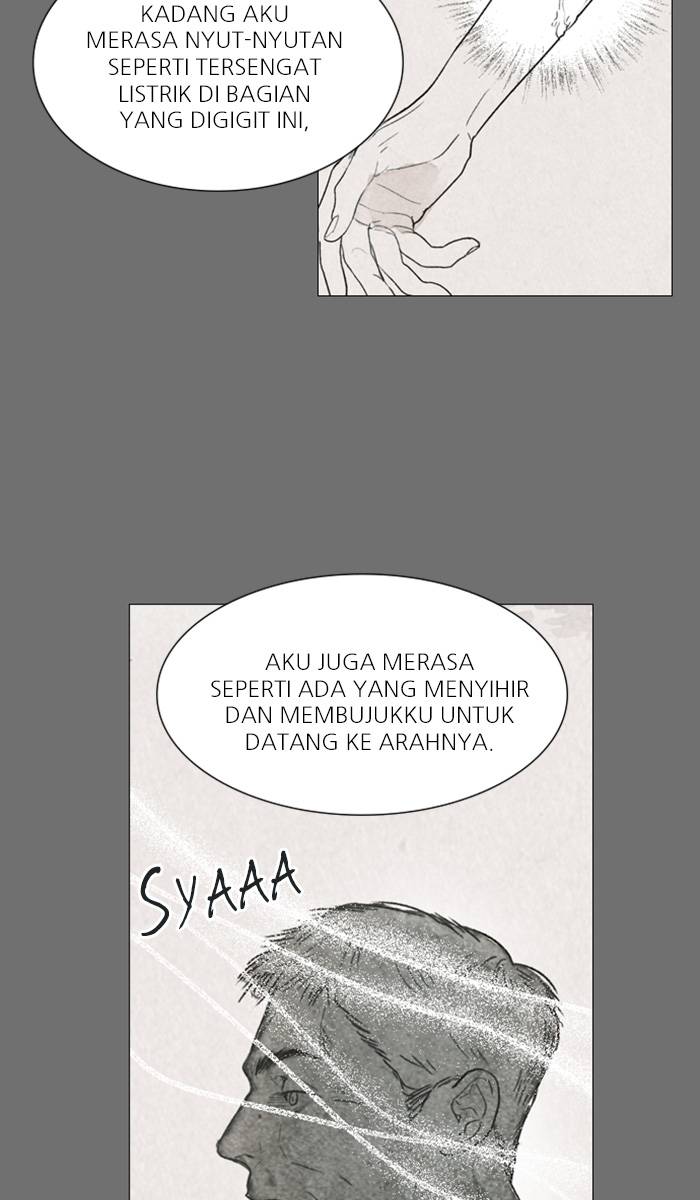 KADANG AKU
MERASA NYUT-NYUTAN
SEPERTI TERSENGAT
LISTRIK DI BAGIAN
YANG DIGIGIT INI,
AKU JUGA MERASA
SEPERTI ADA YANG MENYIHIR
DAN MEMBUJUKKU UNTUK
DATANG KE ARAHNYA.
SYAAA